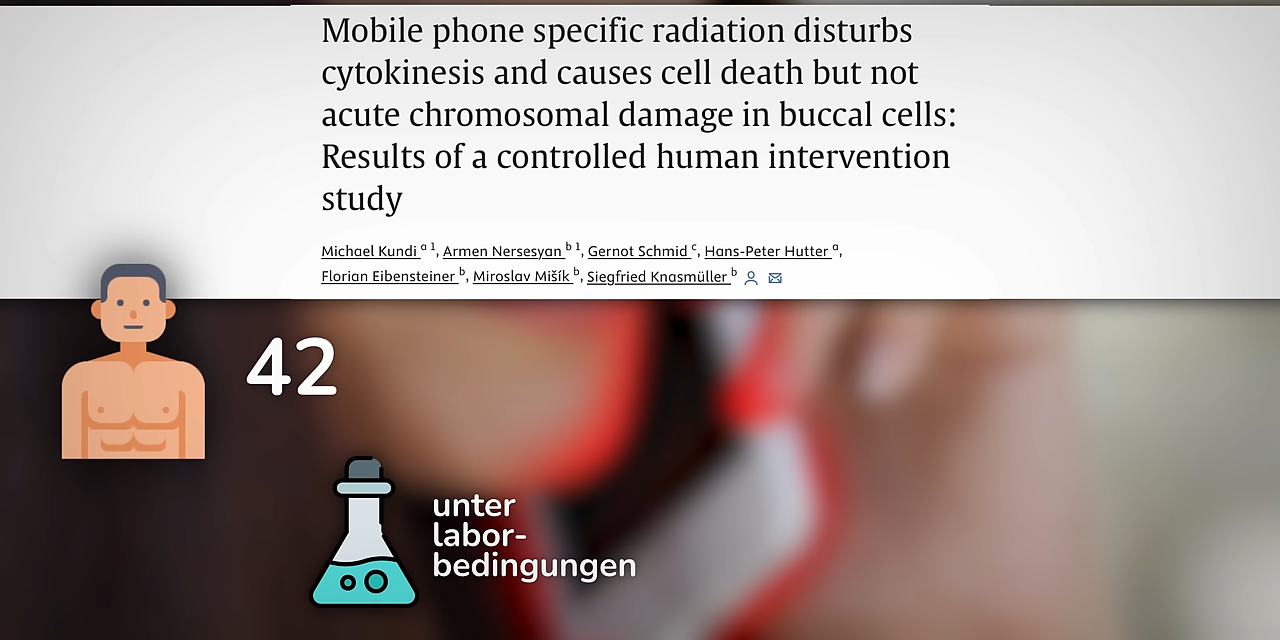 Mobile phone specific radiation disturbs
cytokinesis and causes cell death but not
acute chromosomal damage in buccal cells:
Results of a controlled human intervention
study
Michael Kundi a 1, Armen Nersesyan b 1, Gernot Schmid c, Hans-Peter Hutter a,
Florian Eibensteiner b, Miroslav Mišík b, Siegfried Knasmüller b
42
unter
labor-
bedingungen